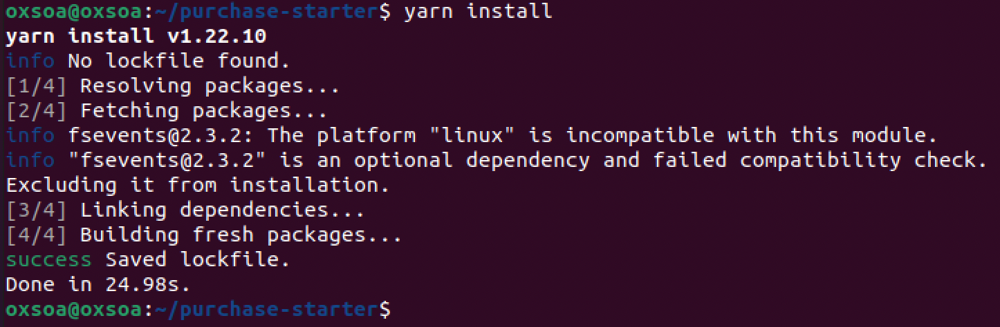 oxsoa@oxsoa:~/purchase-starter$ yarn install
yarn install v1.22.10
info No lockfile found.
[1/4] Resolving packages...
[2/4] Fetching packages...
info fsevents@2.3.2: The platform "linux" is incompatible with this module.
info "fsevents@2.3.2" is an optional dependency and failed compatibility check.
Excluding it from installation.
[3/4] Linking dependencies...
[4/4] Building fresh packages...
success Saved lockfile.
Done in 24.98s.
oxsoa@oxsoa:~/purchase-starter$